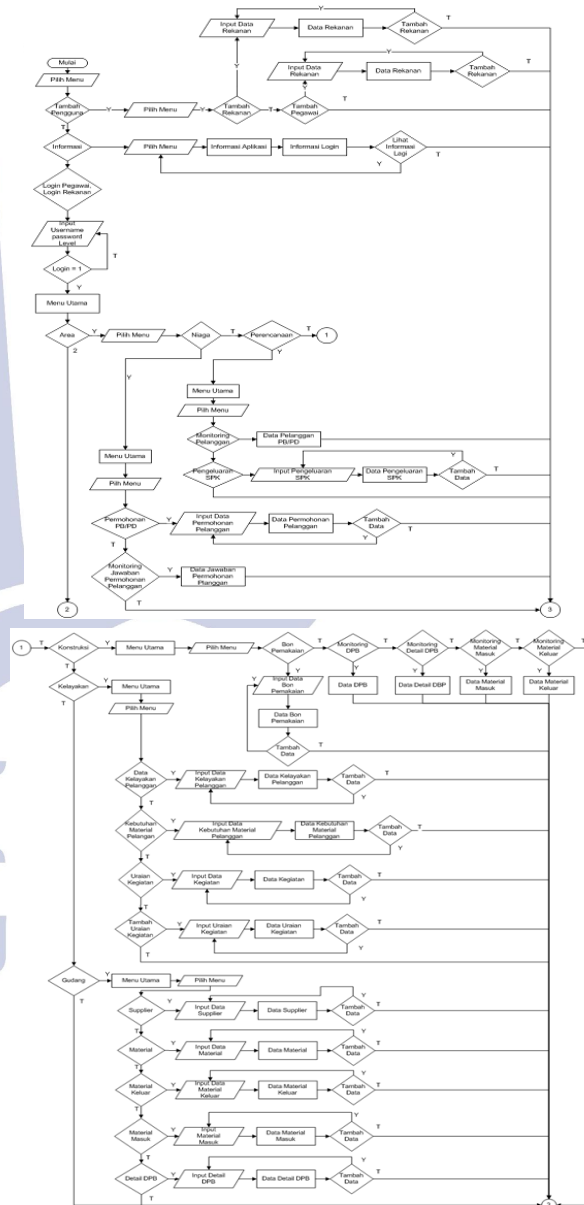 Input Data
Rekanan
Data Rekanan
Tambah
Rekanan
Y
T
Mulai
Pilih Menu
Input Data
Rekanan
Data Rekanan
Tambah
Rekanan
Y
T
Tambah
Pengguna
Y
Pilih Menu
Y
Tambah
Rekanan
Y
T
Tambah
Pegawai
Y
T
T
Informasi
Y
Pilih Menu
Informasi Aplikasi
Informasi Login
Lihat
Informasi
Lagi
Y
T
Login Pegawai,
Login Rekanan
Input
Username
password
Level
T
Login = 1
Y
Menu Utama
Area
Y
2
Pilih Menu
Niaga
T
Y
Perencanaan
T
Y
1
Menu Utama
Pilih Menu
Monitoring
Pelanggan
Data Pelanggan
PB/PD
Pengeluaran
SPK
Input Pengeluaran
SPK
Data Pengeluaran
SPK
Tambah
Data
Y
T
Menu Utama
Pilih Menu
Permohonan
PB/PD
Y
T
Input Data
Permohonan
Pelanggan
Data Permohonan
Pelanggan
Tambah
Data
Y
T
Monitoring
Jawaban
Permohonan
Pelanggan
Y
T
Data Jawaban
Permohonan
Planggan
2
3
1
T
Konstruksi
Y
T
Menu Utama
Pilih Menu
Bon
Pemakaian
Y
T
Monitoring
DPB
Y
T
Monitoring
Detail DPB
Y
T
Monitoring
Material
Masuk
Y
T
Monitoring
Material
Keluar
Y
T
Kelayakan
Y
T
Menu Utama
Pilih Menu
Input Data
Bon
Pemakaian
Data DPB
Data Detail DBP
Data Material
Masuk
Data Material
Keluar
Data Bon
Pemakaian
Tambah
Data
Y
T
Data
Kelayakan
Pelanggan
Y
T
Input Data
Kelayakan
Pelanggan
Data Kelayakan
Pelanggan
Tambah
Data
Y
T
Kebutuhan
Material
Pelangan
Y
T
Input Data
Kebutuhan Material
Pelanggan
Data Kebutuhan
Material
Pelanggan
Tambah
Data
Y
T
Uraian
Kegiatan
Y
T
Input Data
Kegiatan
Data Kegiatan
Tambah
Data
Y
T
Tambah
Uraian
Kegiatan
Y
T
Input Uraian
Kegiatan
Data Uraian
Kegiatan
Tambah
Data
Y
T
Gudang
Y
T
Menu Utama
Pilih Menu
Supplier
Y
T
Input Data
Supplier
Data Supplier
Tambah
Data
Y
T
Material
Y
T
Input Data
Material
Data Material
Tambah
Data
Y
T
Material
Keluar
Y
T
Input Data
Material
Keluar
Data Material
Keluar
Tambah
Data
Y
T
Material
Masuk
Y
T
Input
Material
Masuk
Data Material
Masuk
Tambah
Data
Y
T
Detail DPB
Y
T
Input Detail
DPB
Data Detail DPB
Tambah
Data
Y
T